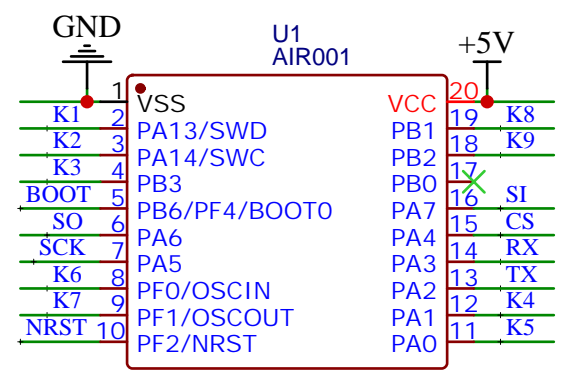 GND
U1
AIR001
+5V
1 VSS VCC 20
K1 2 PA13/SWD PB1 19 K8
K2 3 PA14/SWC PB2 18 K9
K3 4 PB3 PB0 17
BOOT 5 PB6/PF4/BOOT0 PA7 16 SI
SO 6 PA6 PA4 15 CS
SCK 7 PA5 PA3 14 RX
K6 8 PF0/OSCIN PA2 13 TX
K7 9 PF1/OSCOUT PA1 12 K4
NRST 10 PF2/NRST PA0 11 K5